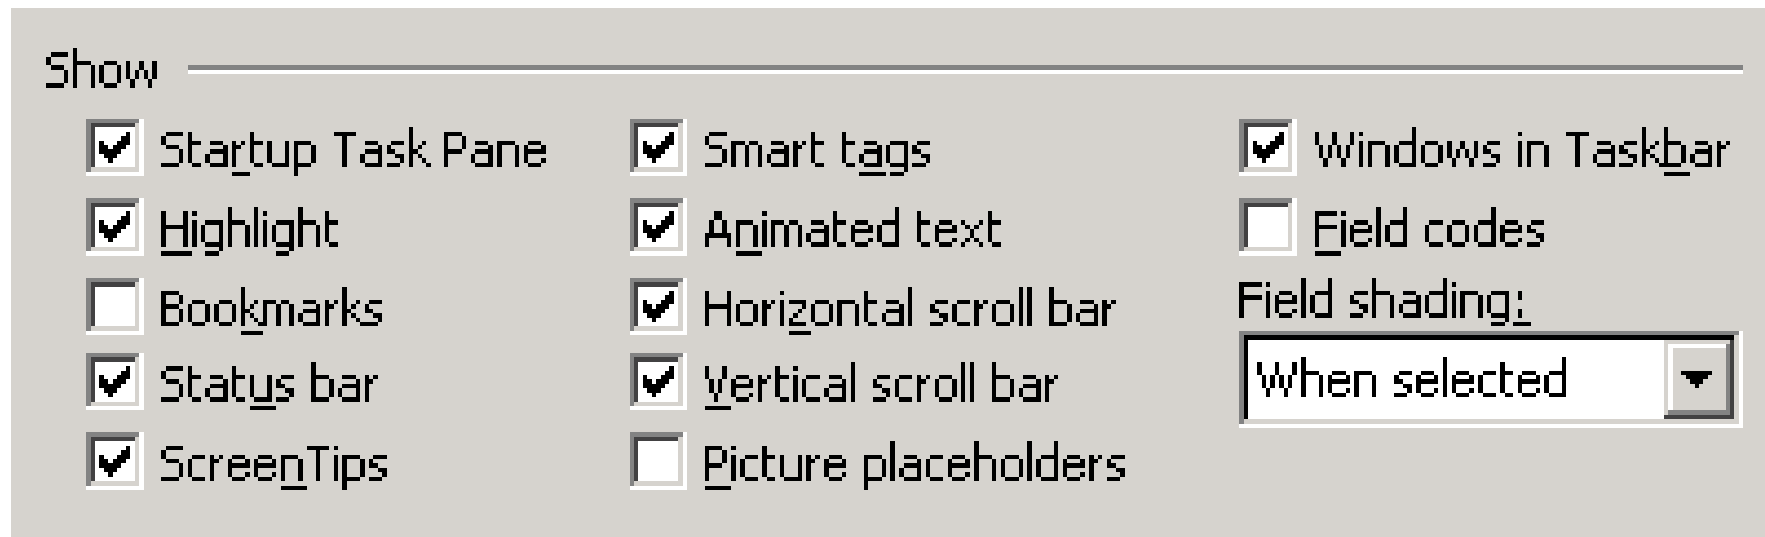 Show
Startup Task Pane
Highlight
Bookmarks
Status bar
ScreenTips
Smart tags
Animated text
Horizontal scroll bar
Vertical scroll bar
Picture placeholders
Windows in Taskbar
Field codes
Field shading:
When selected